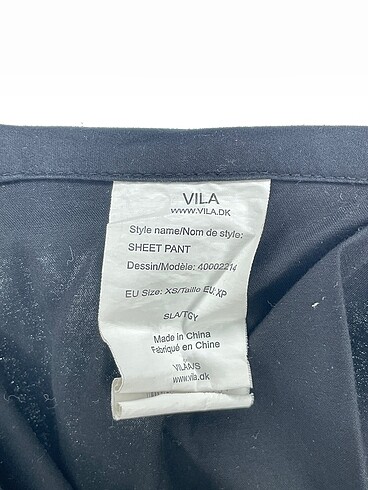 VILA
WWW.VILA.DK
Style name/Nom de style:
SHEET PANT
Dessin/Modèle: 40002214
EU Size: XS/Taille EU: XP
SLA/TGY
Made in China
Fabriqué en Chine
VILAA/S
www.vila.dk